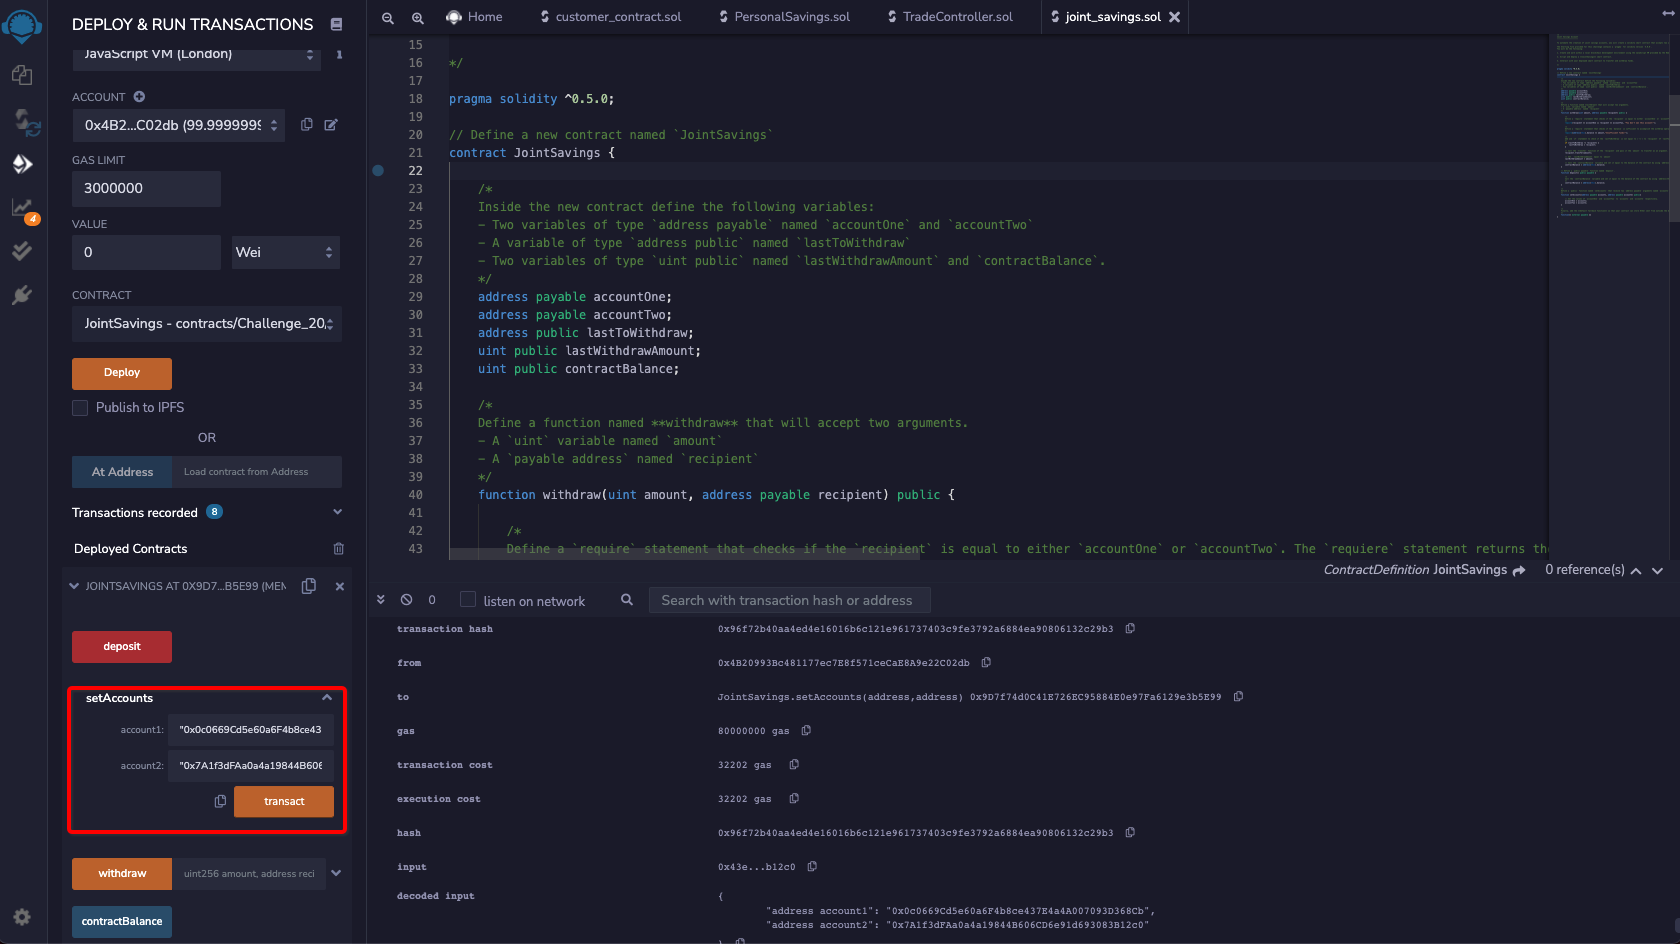 DEPLOY & RUN TRANSACTIONS
JavaScript VM (London)
ACCOUNT
0x4B2...C02db (99.9999999
GAS LIMIT
3000000
VALUE
0
Wei
CONTRACT
JointSavings - contracts/Challenge_20/
Deploy
Publish to IPFS
OR
At Address
Load contract from Address
Transactions recorded 8
Deployed Contracts
JOINTSAVINGS AT 0X9D7...B5E99 (MEM
deposit
setAccounts
account1: "0x0c0669Cd5e60a6F4b8ce43
account2: "0x7A1f3dFAa0a4a19844B606
transact
withdraw
uint256 amount, address reci
contractBalance
4
Home
customer_contract.sol
PersonalSavings.sol
TradeController.sol
joint_savings.sol
15
16 */
17
18 pragma solidity ^0.5.0;
19
20 // Define a new contract named `JointSavings`
21 contract JointSavings {
22
23 /*
24 Inside the new contract define the following variables:
25 - Two variables of type `address payable` named `accountOne` and `accountTwo`
26 - A variable of type `address public` named `lastToWithdraw`
27 - Two variables of type `uint public` named `lastWithdrawAmount` and `contractBalance`.
28 */
29 address payable accountOne;
30 address payable accountTwo;
31 address public lastToWithdraw;
32 uint public lastWithdrawAmount;
33 uint public contractBalance;
34
35 /*
36 Define a function named **withdraw** that will accept two arguments.
37 - A `uint` variable named `amount`
38 - A `payable address` named `recipient`
39 */
40 function withdraw(uint amount, address payable recipient) public {
41
42 /*
43 Define a `require` statement that checks if the `recipient` is equal to either `accountOne` or `accountTwo`. The `requiere` statement returns the
ContractDefinition JointSavings 0 reference(s)
0 listen on network Search with transaction hash or address
transaction hash 0x96f72b40aa4ed4e16016b6c121e961737403c9fe3792a6884ea90806132c29b3
from 0x4B20993Bc481177ec7E8f571ceCaE8A9e22C02db
to JointSavings.setAccounts(address,address) 0x9D7f74d0C41E726EC95884E0e97Fa6129e3b5E99
gas 80000000 gas
transaction cost 32202 gas
execution cost 32202 gas
hash 0x96f72b40aa4ed4e16016b6c121e961737403c9fe3792a6884ea90806132c29b3
input 0x43e...b12c0
decoded input {
"address account1": "0x0c0669Cd5e60a6F4b8ce437E4a4A007093D368Cb",
"address account2": "0x7A1f3dFAa0a4a19844B606CD6e91d693083B12c0"
}